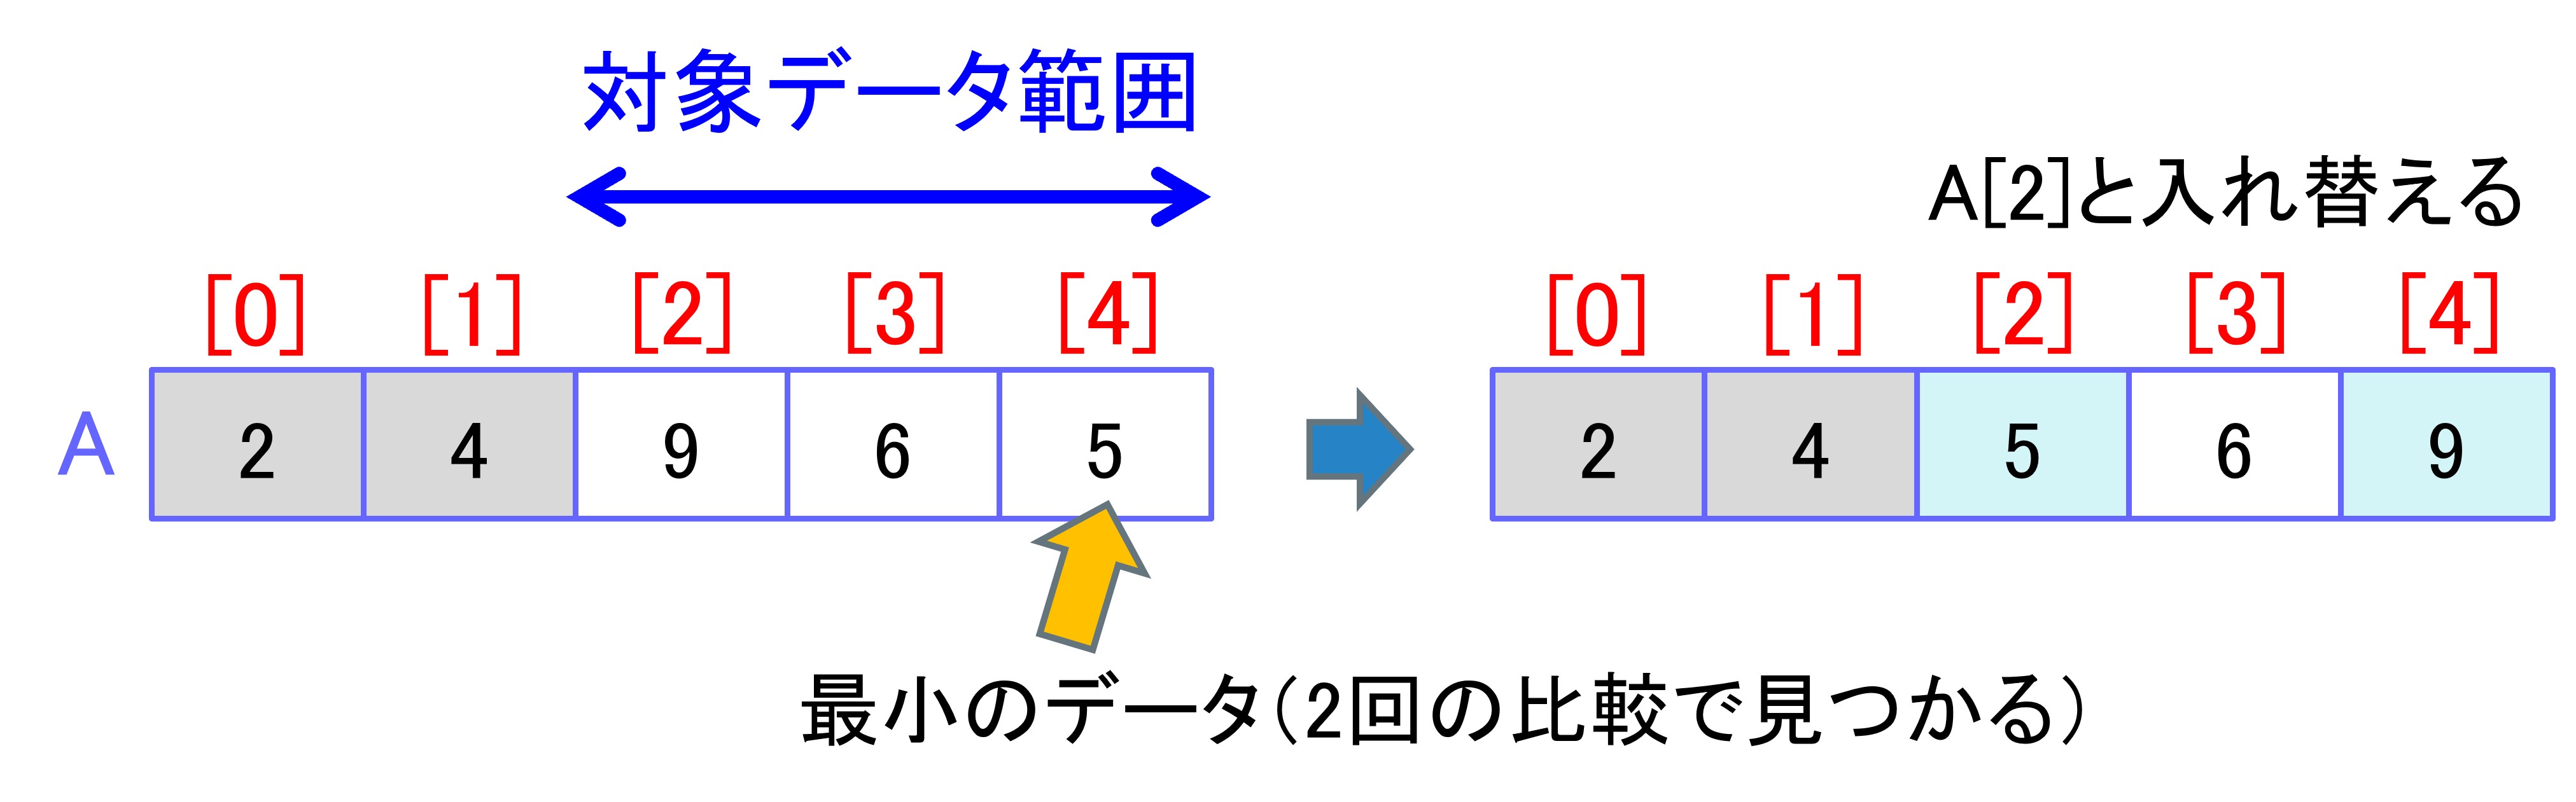 対象データ範囲
A[2]と入れ替える
[0] [1] [2] [3] [4]
[0] [1] [2] [3] [4]
A 2 4 9 6 5
2 4 5 6 9
最小のデータ(2回の比較で見つかる)